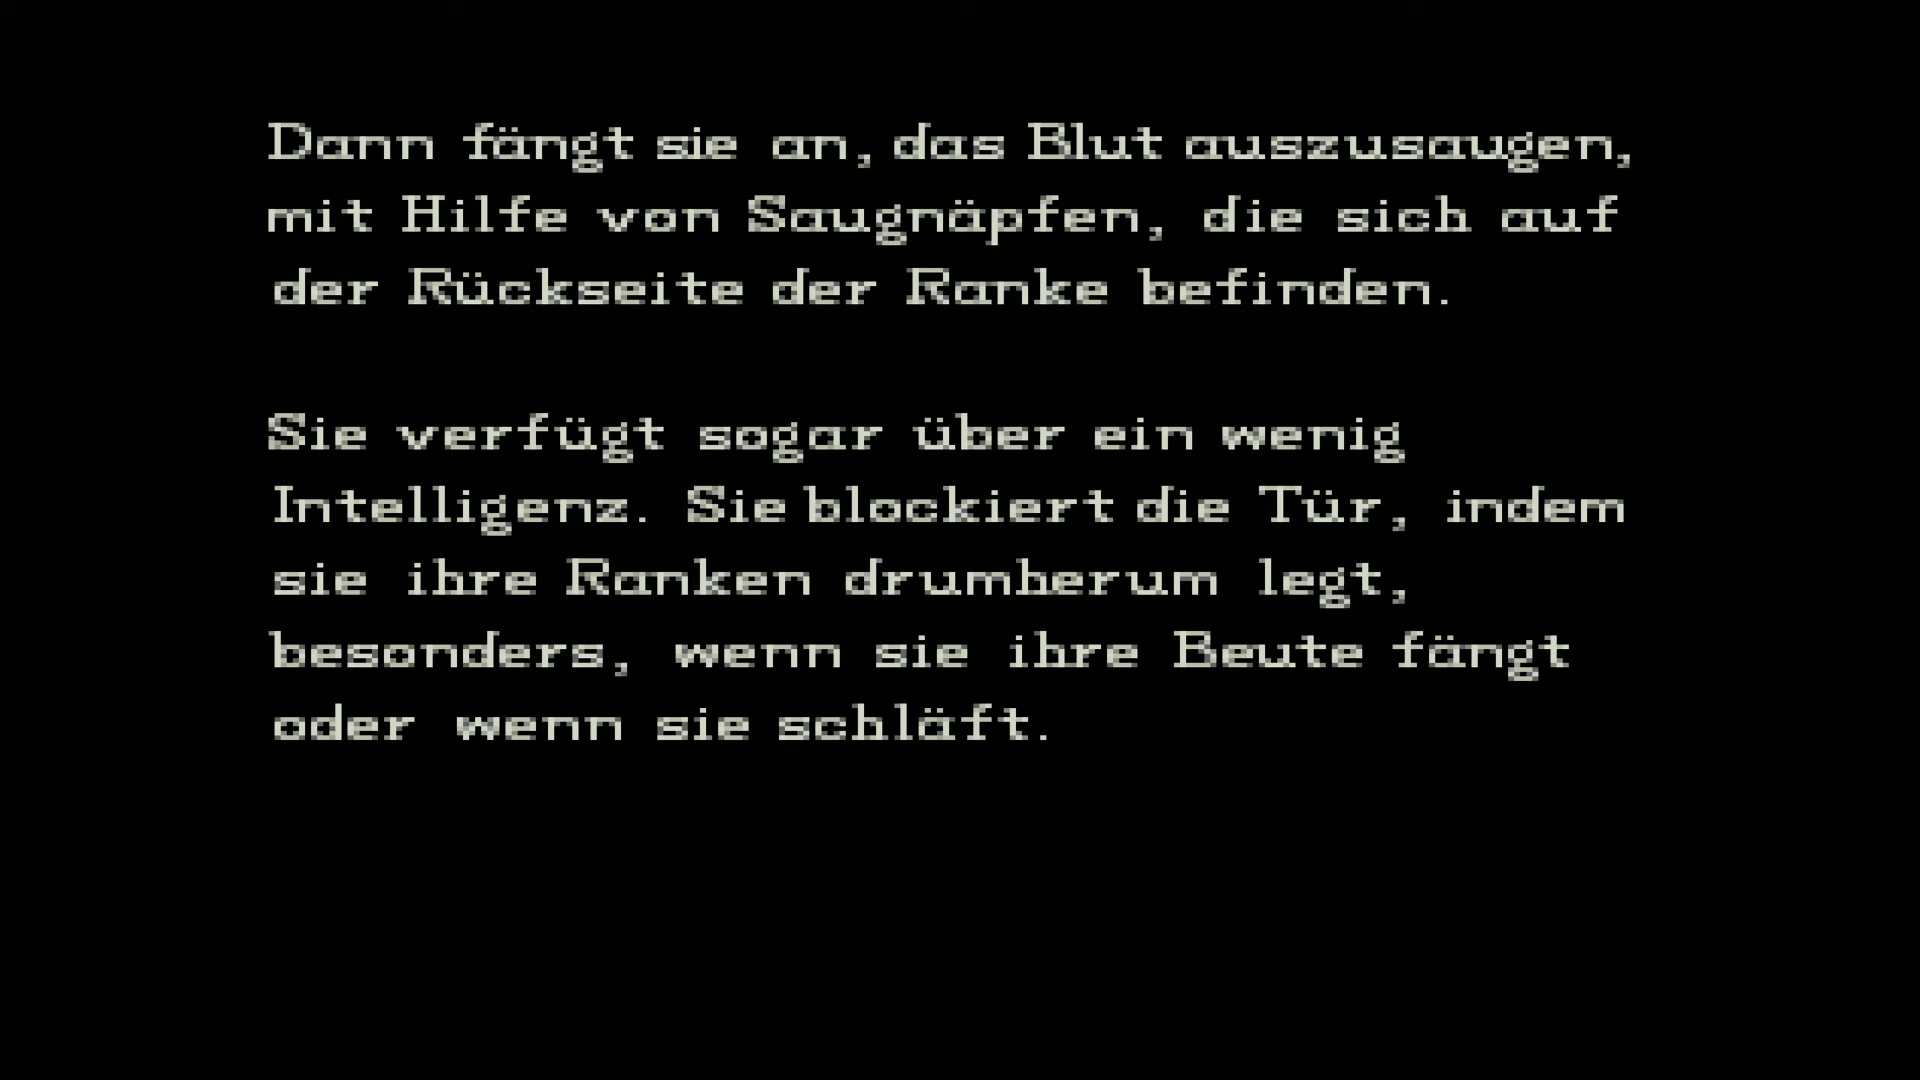 Dann fängt sie an, das Blut auszusaugen,
mit Hilfe von Saugnäpfen, die sich auf
der Rückseite der Ranke befinden.
Sie verfügt sogar über ein wenig
Intelligenz. Sie blockiert die Tür, indem
sie ihre Ranken drumherum legt,
besonders, wenn sie ihre Beute fängt
oder wenn sie schläft.